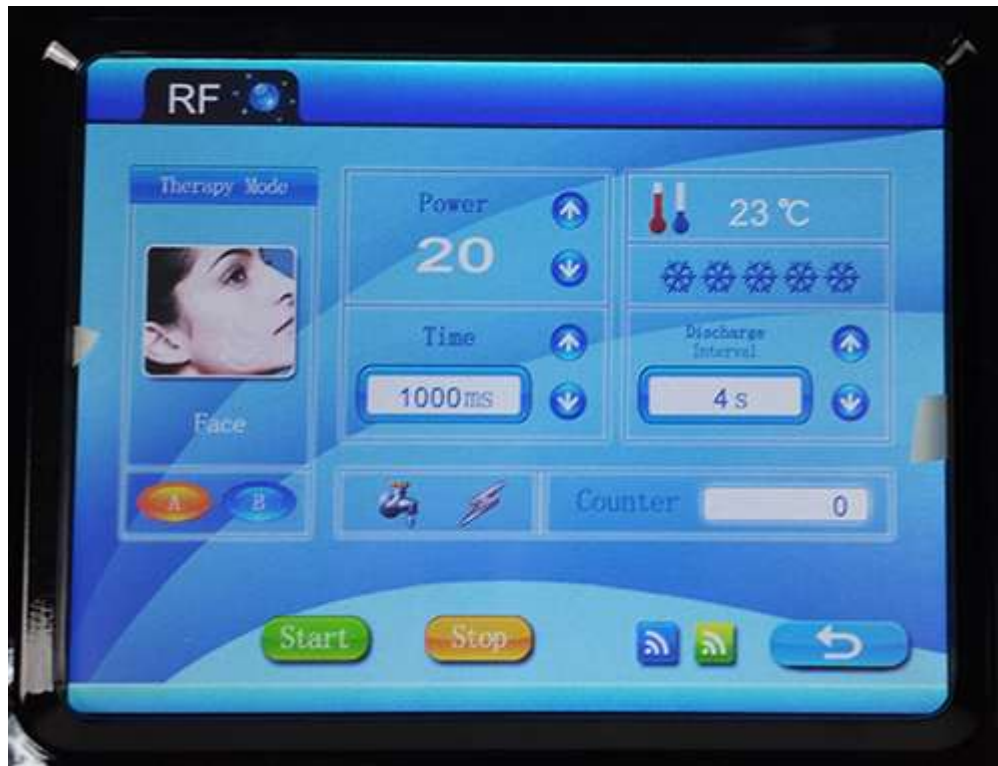 RF
Therapy Mode
Face
A B
Power
20
Time
1000ms
23 ℃
Discharge
Interval
4 s
Counter 0
Start Stop